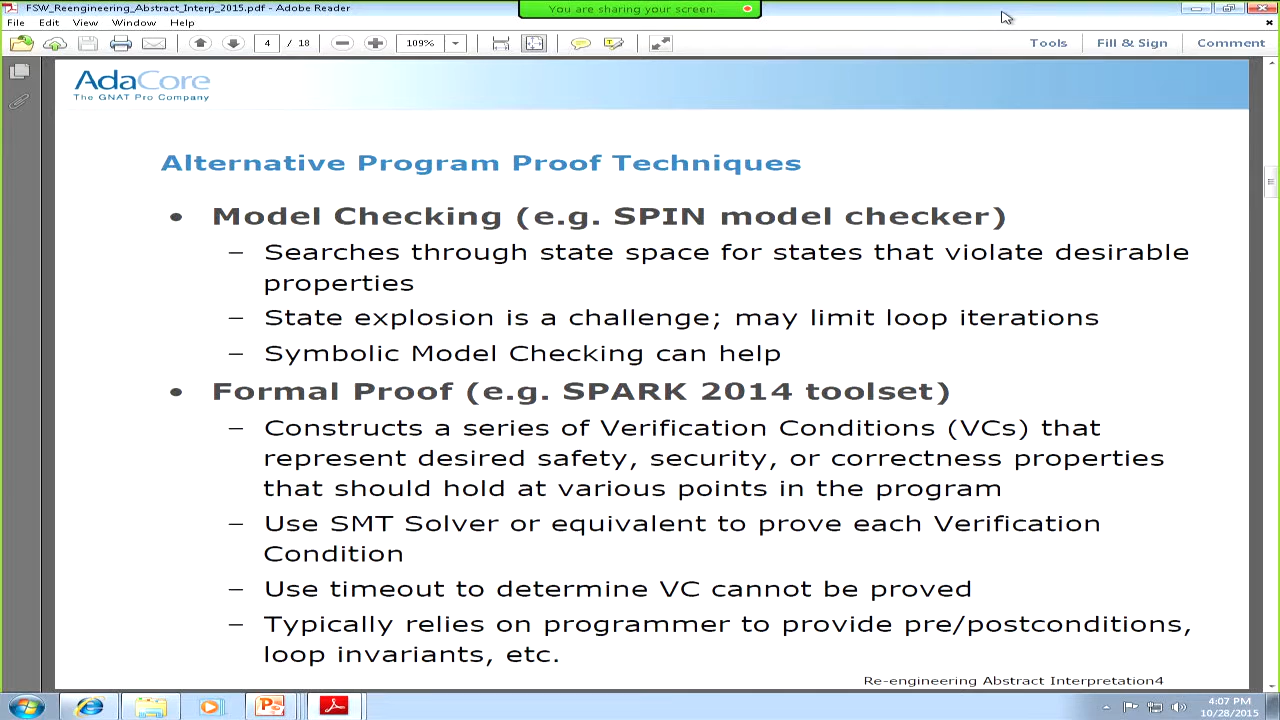 FSW_Reengineering_Abstract_Interp_2015.pdf - Adobe Reader
You are sharing your screen.
File Edit View Window Help
4 / 18 109% Tools Fill & Sign Comment
AdaCore
The GNAT Pro Company
Alternative Program Proof Techniques
• Model Checking (e.g. SPIN model checker)
– Searches through state space for states that violate desirable
properties
– State explosion is a challenge; may limit loop iterations
– Symbolic Model Checking can help
• Formal Proof (e.g. SPARK 2014 toolset)
– Constructs a series of Verification Conditions (VCs) that
represent desired safety, security, or correctness properties
that should hold at various points in the program
– Use SMT Solver or equivalent to prove each Verification
Condition
– Use timeout to determine VC cannot be proved
– Typically relies on programmer to provide pre/postconditions,
loop invariants, etc.
Re-engineering Abstract Interpretation4
4:07 PM
10/28/2015